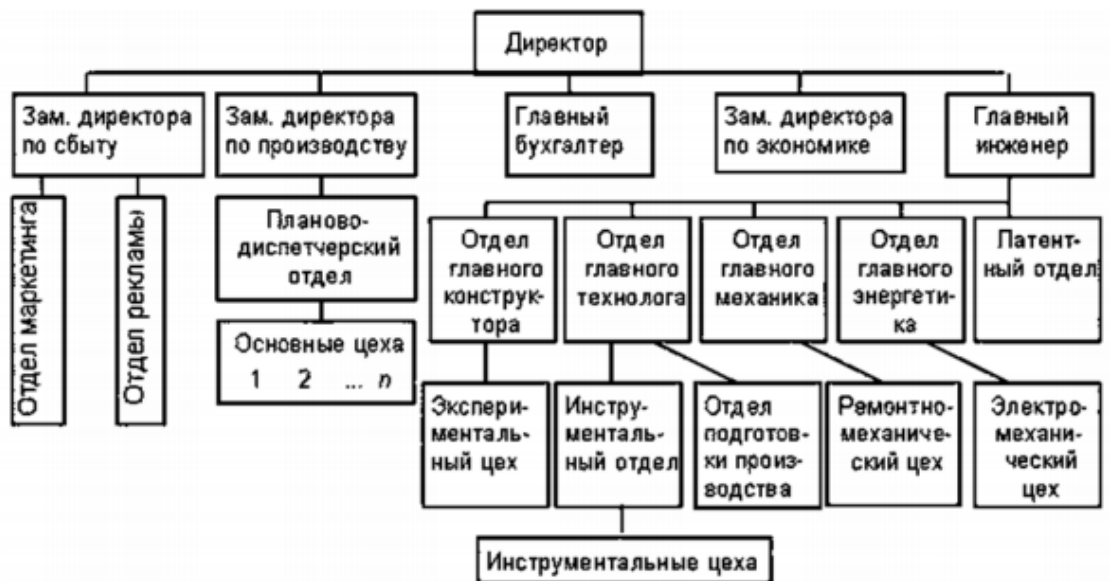 Директор
Зам. директора
по сбыту
Зам. директора
по производству
Главный
бухгалтер
Зам. директора
по экономике
Главный
инженер
Отдел маркетинга
Отдел рекламы
Планово-
диспетчерский
отдел
Основные цеха
1 2 ... n
Отдел
главного
конструк-
тора
Отдел
главного
технолога
Отдел
главного
механика
Отдел
главного
энергети-
ка
Патент-
ный отдел
Экспери-
менталь-
ный цех
Инстру-
менталь-
ный отдел
Отдел
подготов-
ки произ-
водства
Ремонтно-
механиче-
ский цех
Электро-
механи-
ческий
цех
Инструментальные цеха